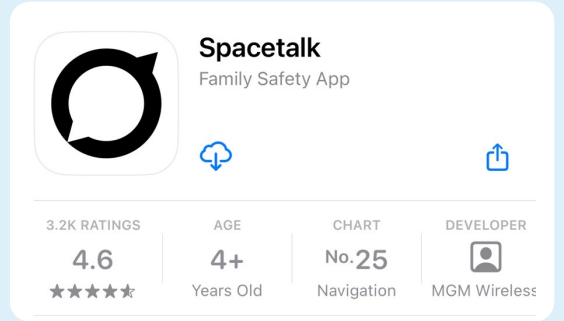 Spacetalk
Family Safety App
3.2K RATINGS
4.6
AGE
4+
Years Old
CHART
No.25
Navigation
DEVELOPER
MGM Wireless